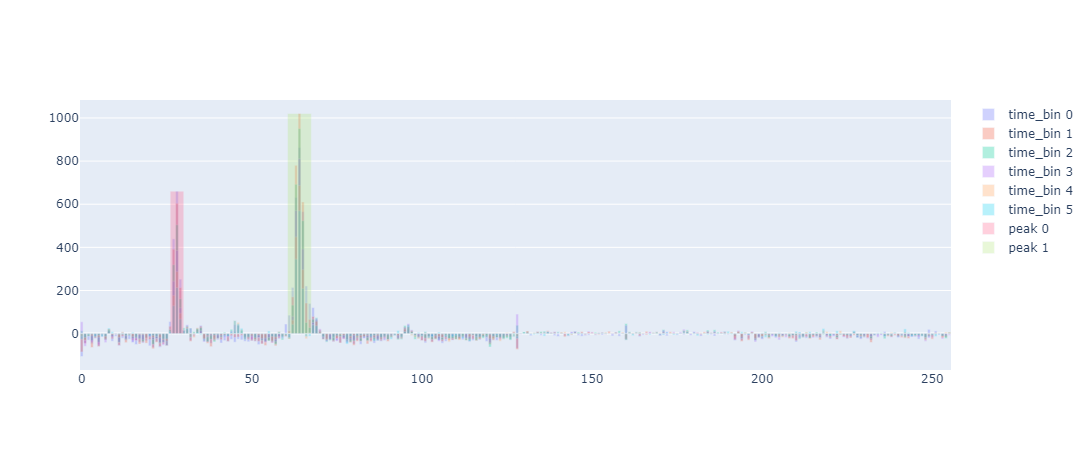 1000
800
600
400
200
0
0
50
100
150
200
250
time_bin 0
time_bin 1
time_bin 2
time_bin 3
time_bin 4
time_bin 5
peak 0
peak 1